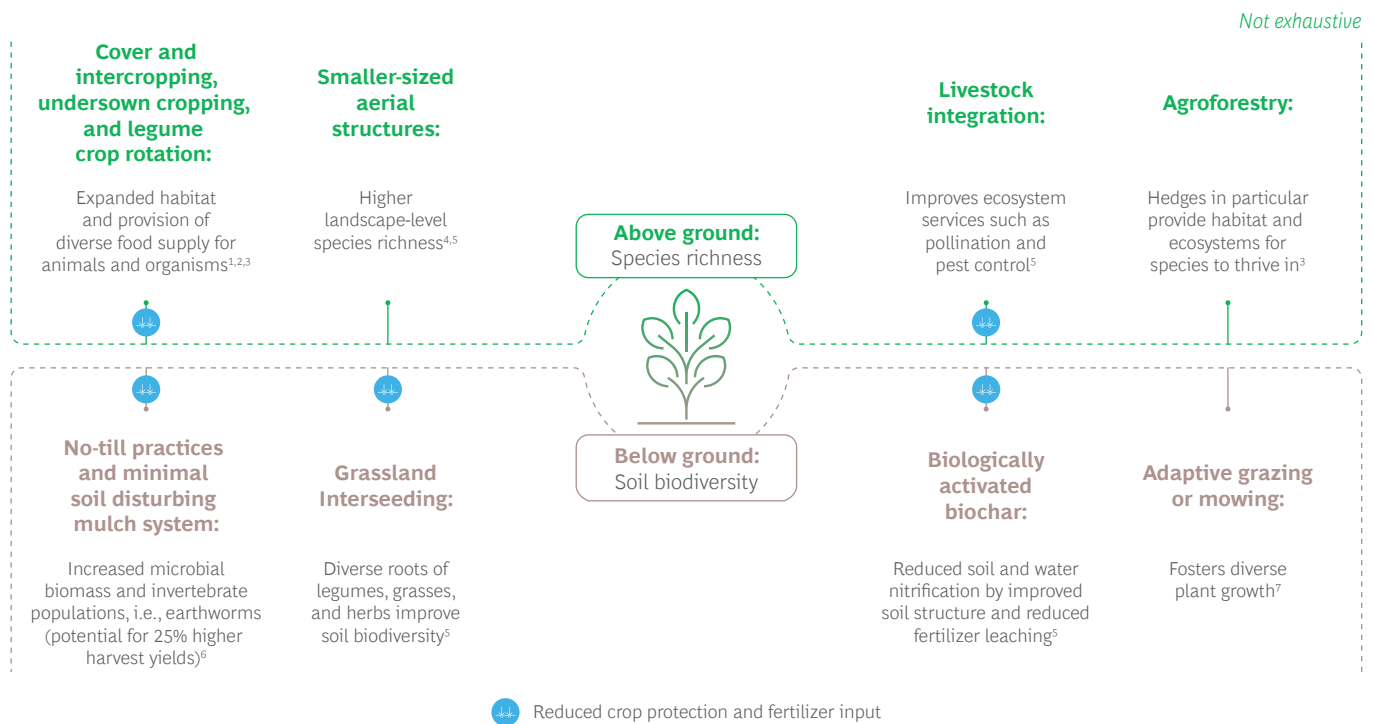 Not exhaustive
Cover and
intercropping,
undersown cropping,
and legume
crop rotation:
Expanded habitat
and provision of
diverse food supply for
animals and organisms1,2,3
Smaller-sized
aerial
structures:
Higher
landscape-level
species richness4,5
Above ground:
Species richness
Livestock
integration:
Improves ecosystem
services such as
pollination and
pest control5
Agroforestry:
Hedges in particular
provide habitat and
ecosystems for
species to thrive in3
No-till practices
and minimal
soil disturbing
mulch system:
Increased microbial
biomass and invertebrate
populations, i.e., earthworms
(potential for 25% higher
harvest yields)6
Grassland
Interseeding:
Diverse roots of
legumes, grasses,
and herbs improve
soil biodiversity5
Below ground:
Soil biodiversity
Biologically
activated
biochar:
Reduced soil and water
nitrification by improved
soil structure and reduced
fertilizer leaching5
Adaptive grazing
or mowing:
Fosters diverse
plant growth7
Reduced crop protection and fertilizer input